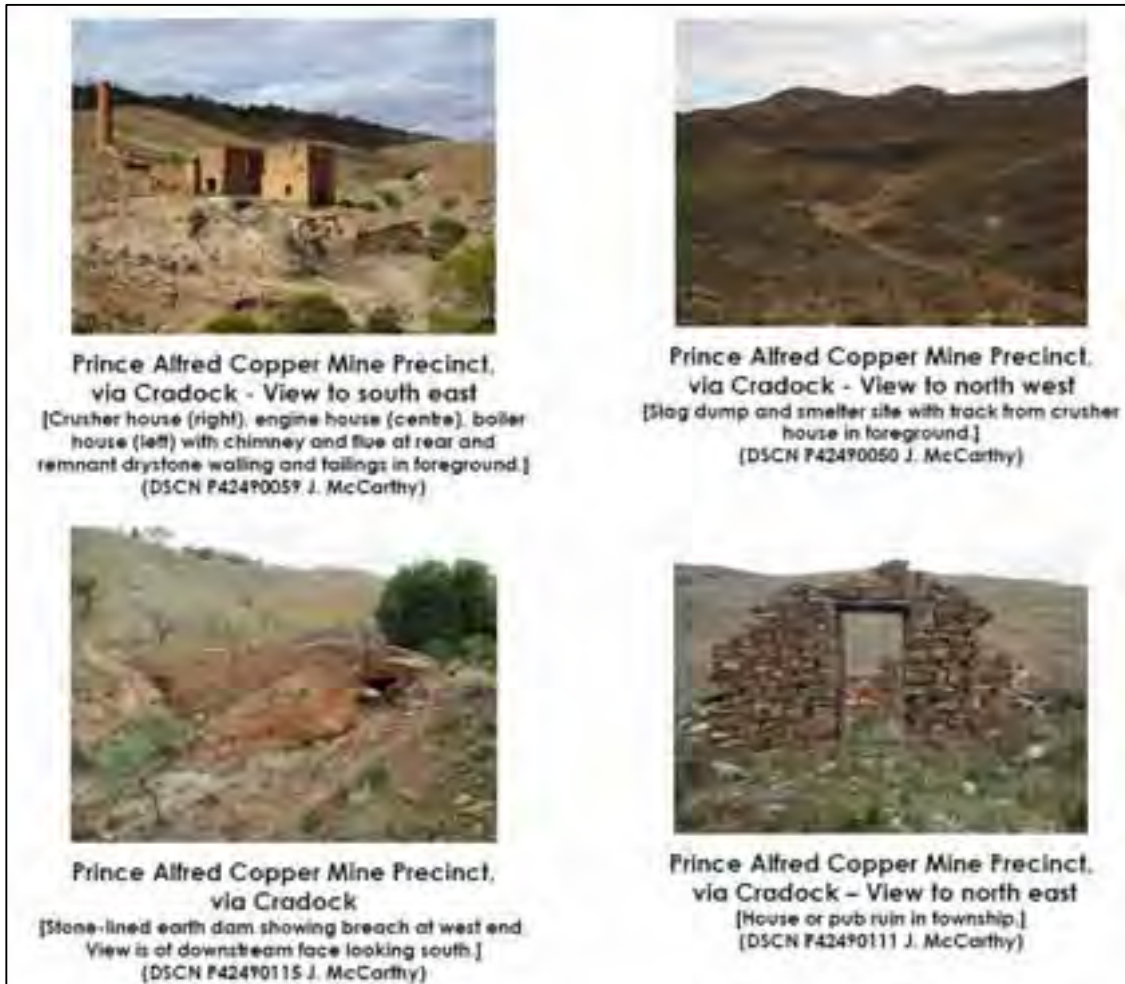 Prince Alfred Copper Mine Precinct,
via Cradock - View to south east
[Crusher house (right), engine house (centre), boiler
house (left) with chimney and flue at rear and
remnant drystone walling and tailings in foreground.]
(DSCN P42490059 J. McCarthy)
Prince Alfred Copper Mine Precinct,
via Cradock - View to north west
[Slag dump and smelter site with track from crusher
house in foreground.]
(DSCN P42490050 J. McCarthy)
Prince Alfred Copper Mine Precinct,
via Cradock
[Stone-lined earth dam showing breach at west end.
View is of downstream face looking south.]
(DSCN P42490115 J. McCarthy)
Prince Alfred Copper Mine Precinct,
via Cradock – View to north east
[House or pub ruin in township.]
(DSCN P42490111 J. McCarthy)